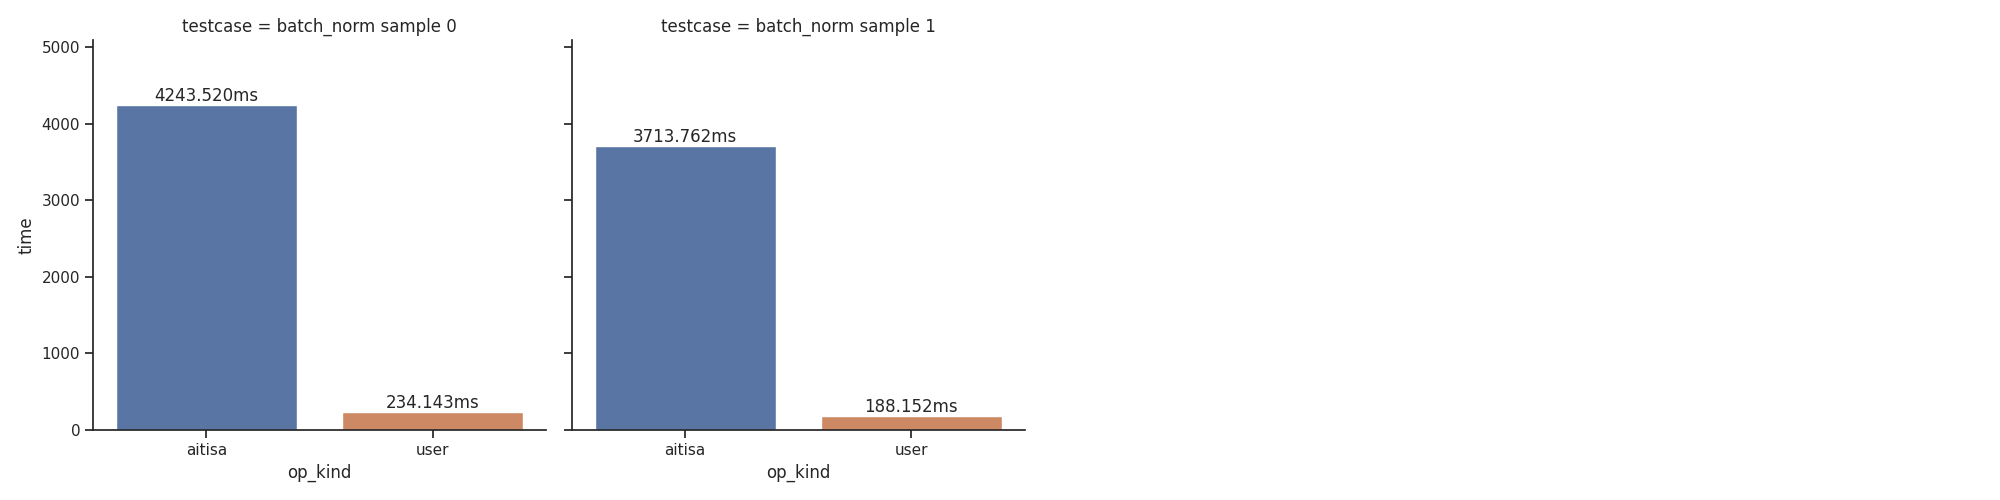 testcase = batch_norm sample 0
testcase = batch_norm sample 1
5000
4000
3000
2000
1000
0
time
4243.520ms
234.143ms
3713.762ms
188.152ms
aitisa
user
aitisa
user
op_kind
op_kind